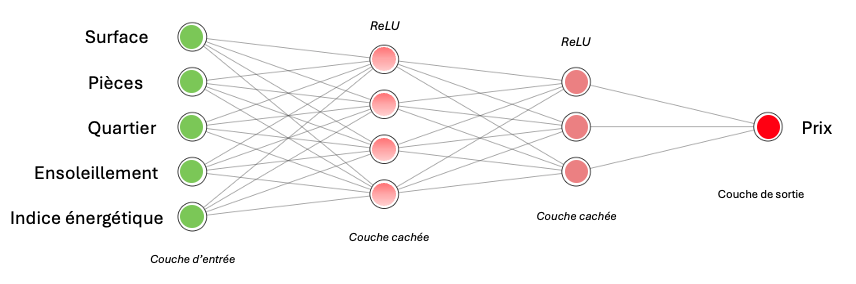 Surface
Pièces
Quartier
Ensoleillement
Indice énergétique
Couche d'entrée
ReLU
Couche cachée
ReLU
Couche cachée
Prix
Couche de sortie